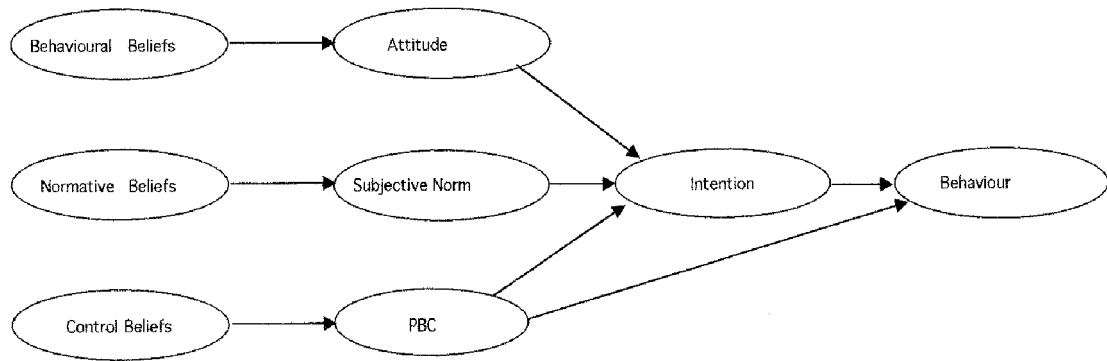 Behavioural Beliefs
Attitude
Normative Beliefs
Subjective Norm
Intention
Behaviour
Control Beliefs
PBC